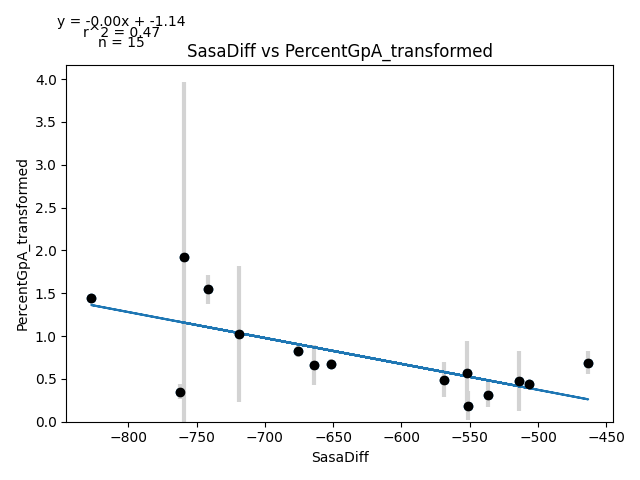 y = -0.00x + -1.14
r^2 = 0.47
n = 15
SasaDiff vs PercentGpA_transformed
PercentGpA_transformed
4.0
3.5
3.0
2.5
2.0
1.5
1.0
0.5
0.0
−800
−750
−700
−650
−600
−550
−500
−450
SasaDiff